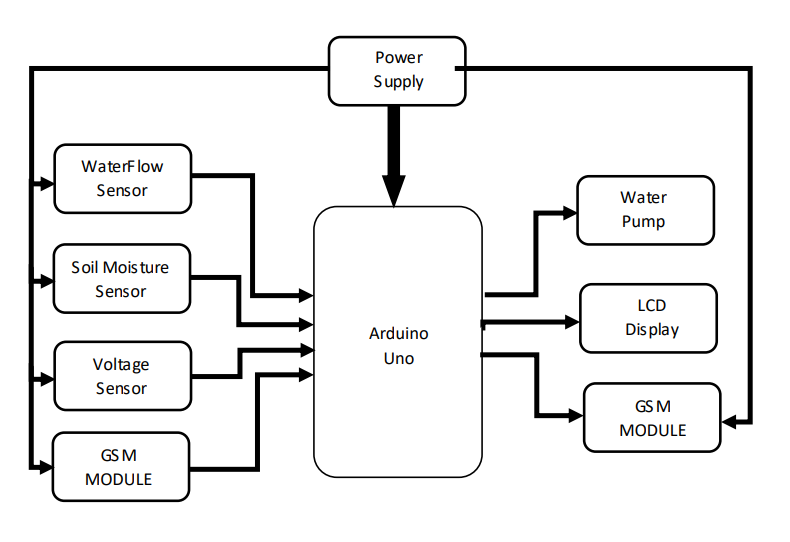 Power
Supply
WaterFlow
Sensor
Soil Moisture
Sensor
Voltage
Sensor
GSM
MODULE
Arduino
Uno
Water
Pump
LCD
Display
GSM
MODULE